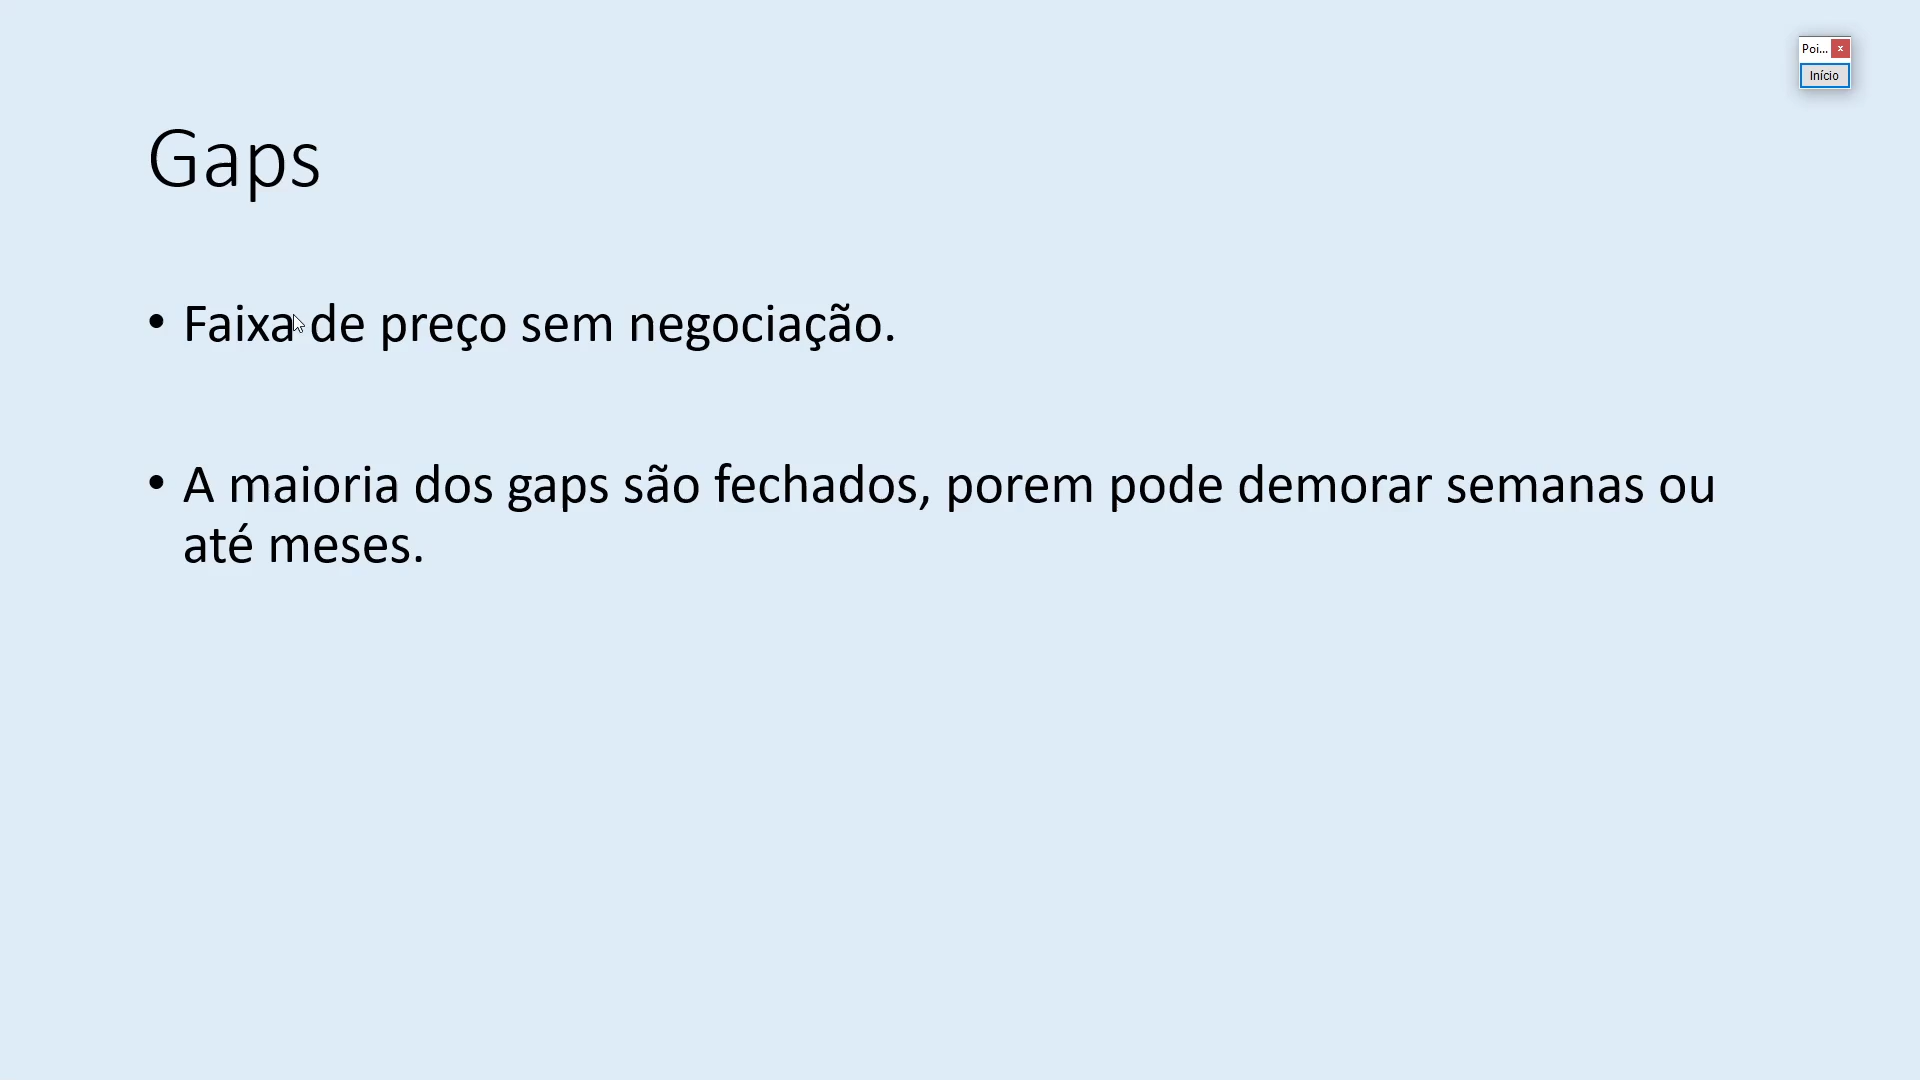 Poi... x
Início
Gaps
• Faixa de preço sem negociação.
• A maioria dos gaps são fechados, porem pode demorar semanas ou
até meses.